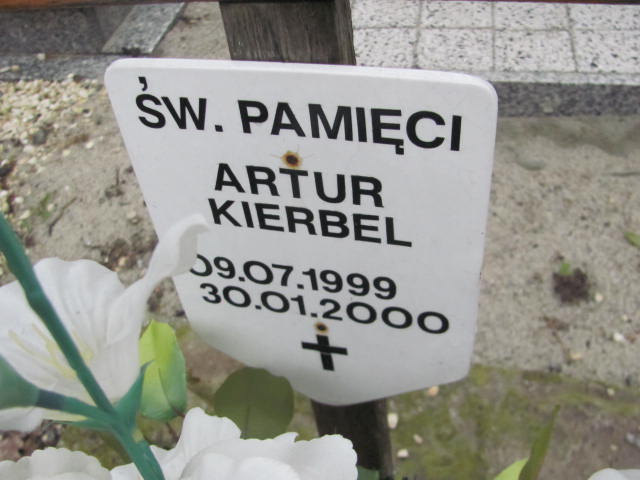 ŚW. PAMIĘCI
ARTUR
KIERBEL
09.07.1999
30.01.2000